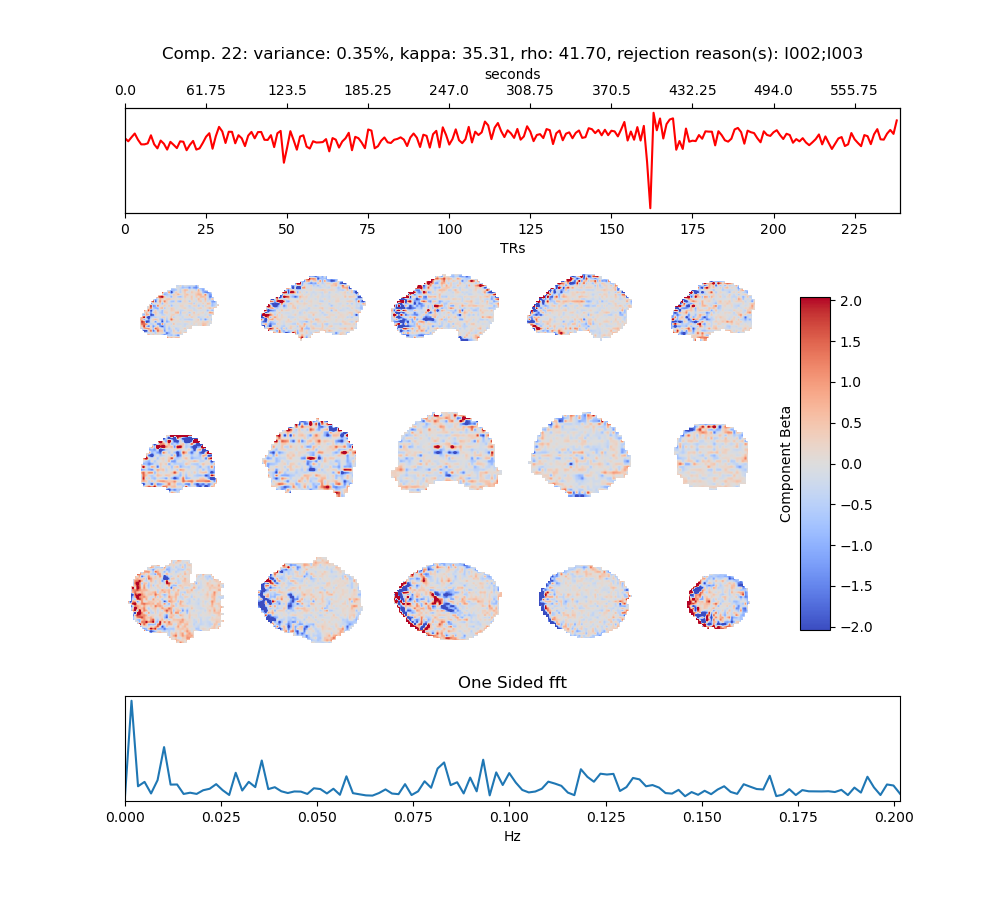 Comp. 22: variance: 0.35%, kappa: 35.31, rho: 41.70, rejection reason(s): I002;I003
seconds
0.0 61.75 123.5 185.25 247.0 308.75 370.5 432.25 494.0 555.75
0 25 50 75 100 125 150 175 200 225
TRs
2.0
1.5
1.0
0.5
0.0
−0.5
−1.0
−1.5
−2.0
Component Beta
One Sided fft
0.000 0.025 0.050 0.075 0.100 0.125 0.150 0.175 0.200
Hz